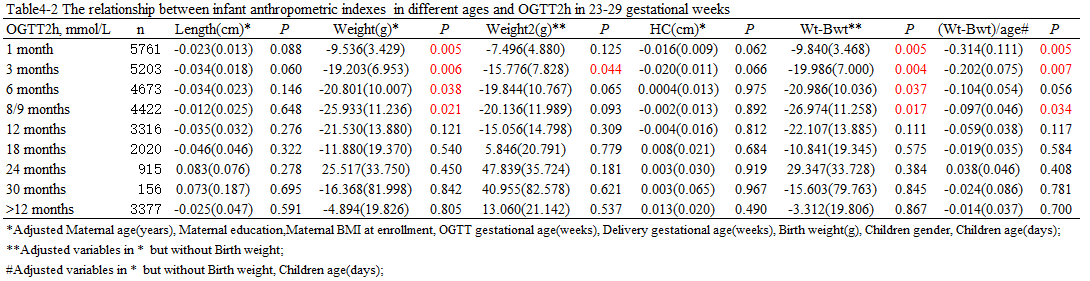 Table4-2 The relationship between infant anthropometric indexes in different ages and OGTT2h in 23-29 gestational weeks
OGTT2h, mmol/L n Length(cm)* P Weight(g)* P Weight2(g)** P HC(cm)* P Wt-Bwt** P (Wt-Bwt)/age# P
1 month 5761 -0.023(0.013) 0.088 -9.536(3.429) 0.005 -7.496(4.880) 0.125 -0.016(0.009) 0.062 -9.840(3.468) 0.005 -0.314(0.111) 0.005
3 months 5203 -0.034(0.018) 0.060 -19.203(6.953) 0.006 -15.776(7.828) 0.044 -0.020(0.011) 0.066 -19.986(7.000) 0.004 -0.202(0.075) 0.007
6 months 4673 -0.034(0.023) 0.146 -20.801(10.007) 0.038 -19.844(10.767) 0.065 0.0004(0.013) 0.975 -20.986(10.036) 0.037 -0.104(0.054) 0.056
8/9 months 4422 -0.012(0.025) 0.648 -25.933(11.236) 0.021 -20.136(11.989) 0.093 -0.002(0.013) 0.892 -26.974(11.258) 0.017 -0.097(0.046) 0.034
12 months 3316 -0.035(0.032) 0.276 -21.530(13.880) 0.121 -15.056(14.798) 0.309 -0.004(0.016) 0.812 -22.107(13.885) 0.111 -0.059(0.038) 0.117
18 months 2020 -0.046(0.046) 0.322 -11.880(19.370) 0.540 5.846(20.791) 0.779 0.008(0.021) 0.684 -10.841(19.345) 0.575 -0.019(0.035) 0.584
24 months 915 0.083(0.076) 0.278 25.517(33.750) 0.450 47.839(35.724) 0.181 0.003(0.030) 0.919 29.347(33.728) 0.384 0.038(0.046) 0.408
30 months 156 0.073(0.187) 0.695 -16.368(81.998) 0.842 40.955(82.578) 0.621 0.003(0.065) 0.967 -15.603(79.763) 0.845 -0.024(0.086) 0.781
>12 months 3377 -0.025(0.047) 0.591 -4.894(19.826) 0.805 13.060(21.142) 0.537 0.013(0.020) 0.490 -3.312(19.806) 0.867 -0.014(0.037) 0.700
*Adjusted Maternal age(years), Maternal education,Maternal BMI at enrollment, OGTT gestational age(weeks), Delivery gestational age(weeks), Birth weight(g), Children gender, Children age(days);
**Adjusted variables in * but without Birth weight;
#Adjusted variables in * but without Birth weight, Children age(days);